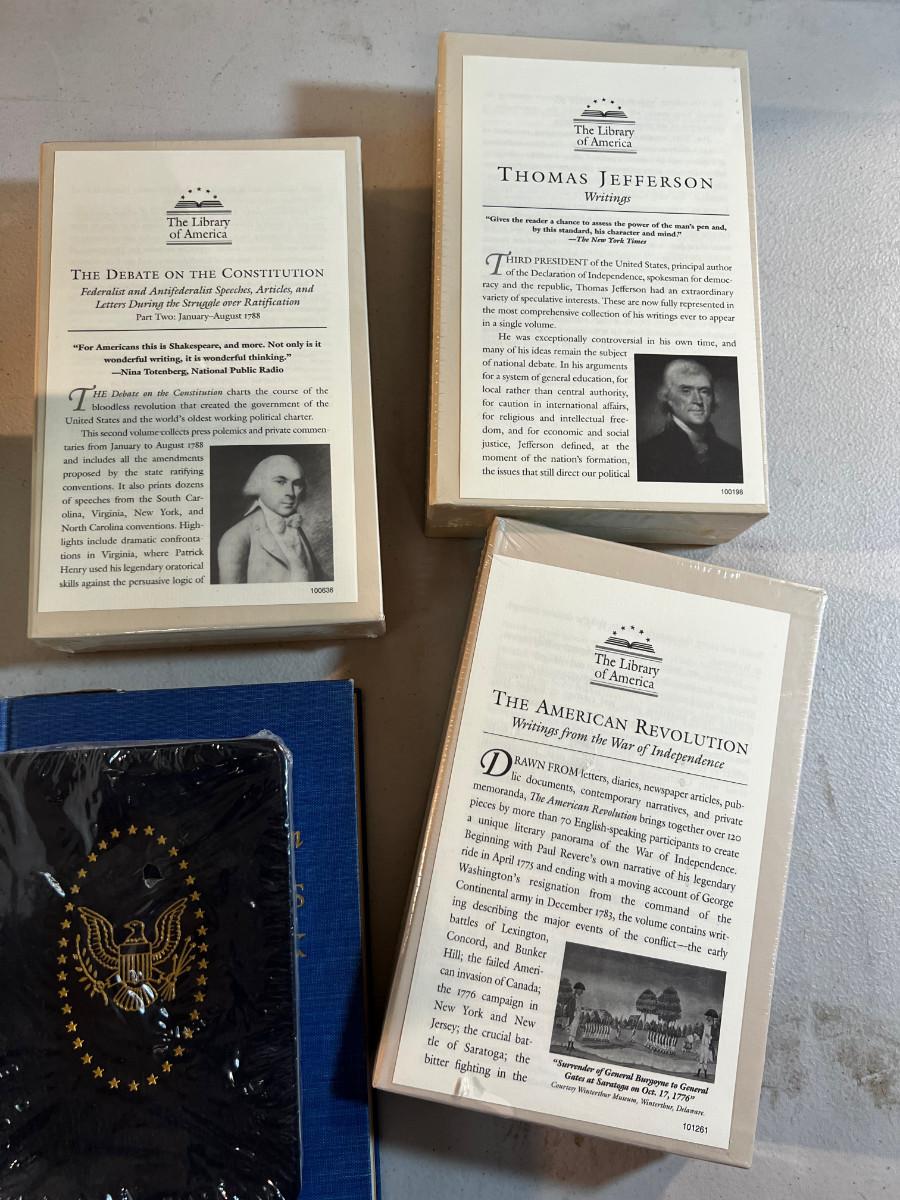 The Library
of America
THE DEBATE ON THE CONSTITUTION
Federalist and Antifederalist Speeches, Articles, and
Letters During the Struggle over Ratification
Part Two: January–August 1788
“For Americans this is Shakespeare, and more. Not only is it
wonderful writing, it is wonderful thinking.”
—Nina Totenberg, National Public Radio
THE Debate on the Constitution charts the course of the
bloodless revolution that created the government of the
United States and the world's oldest working political charter.
This second volume collects press polemics and private commen-
taries from January to August 1788
and includes all the amendments
proposed by the state ratifying
conventions. It also prints dozens
of speeches from the South Car-
olina, Virginia, New York, and
North Carolina conventions. High-
lights include dramatic confronta-
tions in Virginia, where Patrick
Henry used his legendary oratorical
skills against the persuasive logic of
100636
The Library
of America
THOMAS JEFFERSON
Writings
“Gives the reader a chance to assess the power of the man's pen and,
by this standard, his character and mind.”
—The New York Times
THIRD PRESIDENT of the United States, principal author
of the Declaration of Independence, spokesman for democ-
racy and the republic, Thomas Jefferson had an extraordinary
variety of speculative interests. These are now fully represented in
the most comprehensive collection of his writings ever to appear
in a single volume.
He was exceptionally controversial in his own time, and
many of his ideas remain the subject
of national debate. In his arguments
for a system of general education, for
local rather than central authority,
for caution in international affairs,
for religious and intellectual free-
dom, and for economic and social
justice, Jefferson defined, at the
moment of the nation's formation,
the issues that still direct our political
100198
The Library
of America
THE AMERICAN REVOLUTION
Writings from the War of Independence
DRAWN FROM letters, diaries, newspaper articles, pub-
lic documents, contemporary narratives, and private
memoranda, The American Revolution brings together over 120
pieces by more than 70 English-speaking participants to create
a unique literary panorama of the War of Independence.
Beginning with Paul Revere's own narrative of his legendary
ride in April 1775 and ending with a moving account of George
Washington's resignation from the command of the
Continental army in December 1783, the volume contains writ-
ing describing the major events of the conflict—the early
battles of Lexington,
Concord, and Bunker
Hill; the failed Ameri-
can invasion of Canada;
the 1776 campaign in
New York and New
Jersey; the crucial bat-
tle of Saratoga; the
bitter fighting in the
“Surrender of General Burgoyne to General
Gates at Saratoga on Oct. 17, 1776”
Courtesy Winterthur Museum, Winterthur, Delaware.
101261